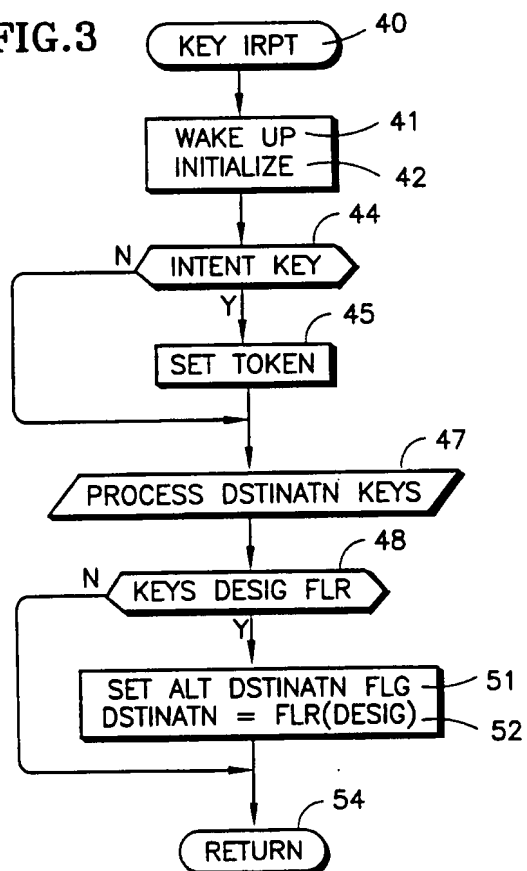 FIG.3
KEY IRPT
40
WAKE UP
41
INITIALIZE
42
44
N
INTENT KEY
Y
45
SET TOKEN
47
PROCESS DSTINATN KEYS
48
N
KEYS DESIG FLR
Y
SET ALT DSTINATN FLG
51
DSTINATN = FLR(DESIG)
52
54
RETURN